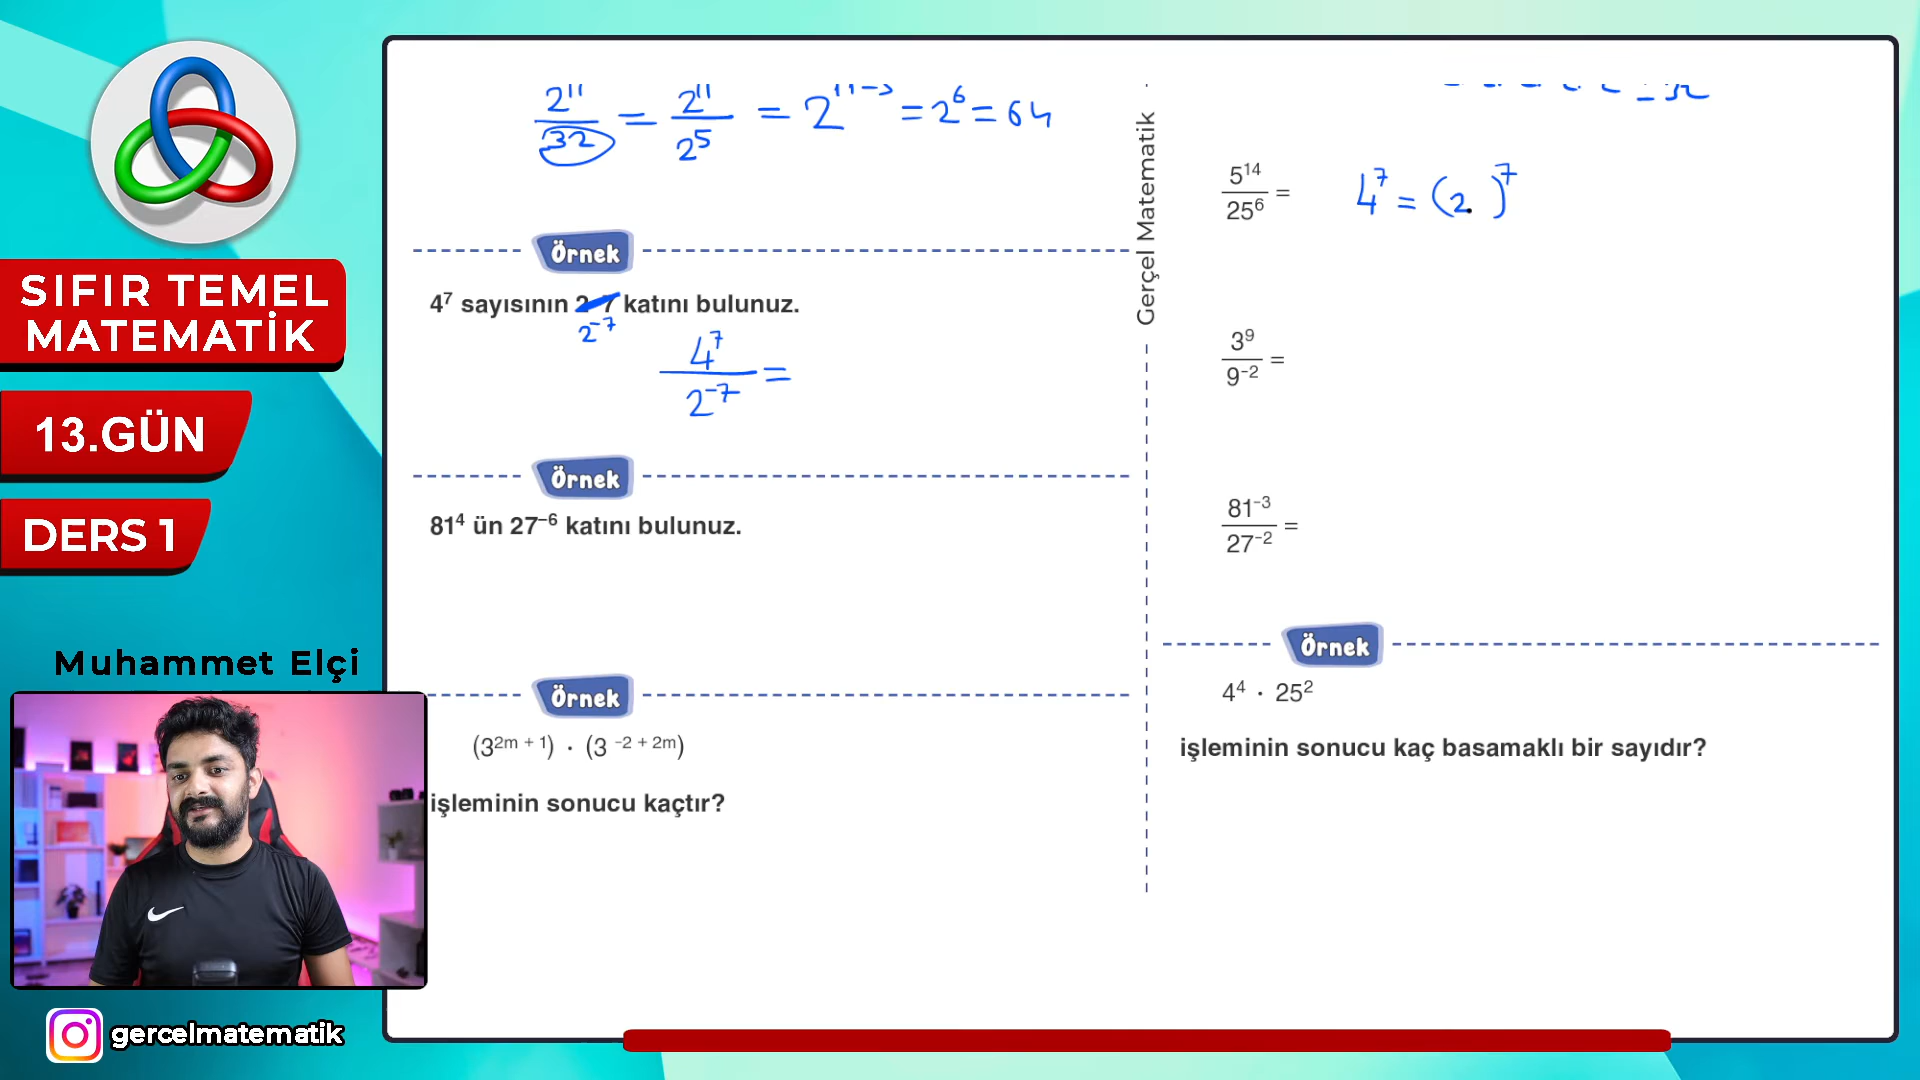 SIFIR TEMEL
MATEMATİK
13.GÜN
DERS 1
Muhammet Elçi
gercelmatematik
2¹¹/32 = 2¹¹/2⁵ = 2¹¹⁻⁵ = 2⁶ = 64
Örnek
4⁷ sayısının 2-7 katını bulunuz.
2⁻⁷
4⁷/2⁻⁷ =
Örnek
81⁴ ün 27⁻⁶ katını bulunuz.
Örnek
(3²ᵐ ⁺ ¹) · (3 ⁻² ⁺ ²ᵐ)
işleminin sonucu kaçtır?
Gerçel Matematik
5¹⁴/25⁶ = 4⁷ = (2 )⁷
3⁹/9⁻² =
81⁻³/27⁻² =
Örnek
4⁴ · 25²
işleminin sonucu kaç basamaklı bir sayıdır?